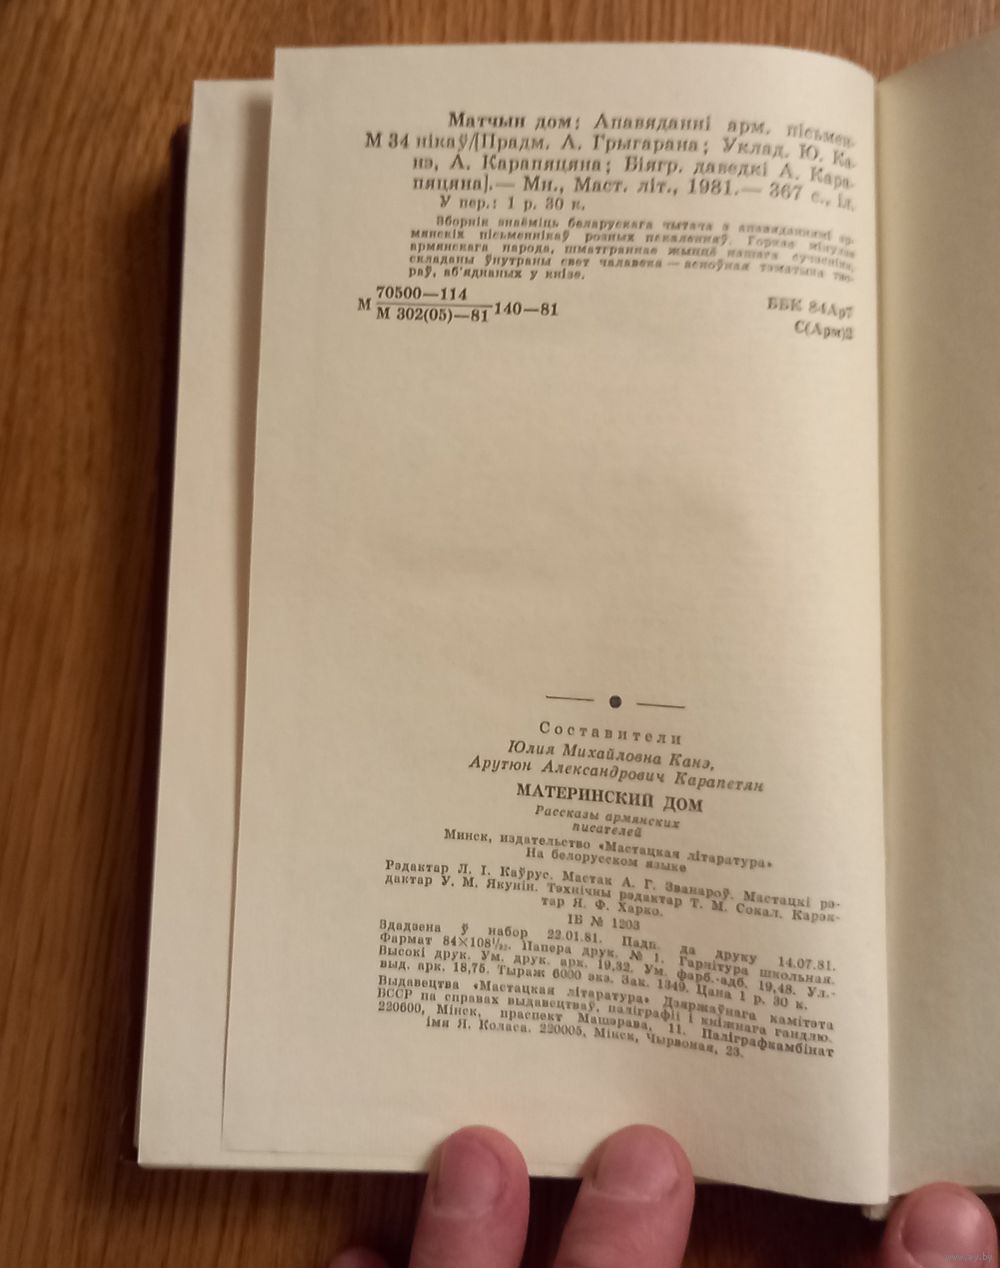 Матчын дом: Апавяданні арм. пісьмен-
М 34 нікаў/[Прадм. А. Грыгарана; Уклад. Ю. Ка-
нэ, А. Карапяцяна; Біягр. даведкі А. Кара-
пяцяна].— Мн., Маст. літ., 1981.— 367 с., іл.
У пер.: 1 р. 30 к.
Зборнік знаёміць беларускага чытача з апавяданнямі ар-
мянскіх пісьменнікаў розных пакаленняў. Горкае мінулае
армянскага народа, шматграннае жыццё нашага сучасніка,
складаны ўнутраны свет чалавека — асноўная тэматыка тво-
раў, аб'яднаных у кнізе.
М 70500—114
М 302(05)—81 140—81
ББК 84Ар7
С(Арм)2
Составители
Юлия Михайловна Канэ,
Арутюн Александрович Карапетян
МАТЕРИНСКИЙ ДОМ
Рассказы армянских
писателей
Минск, издательство «Мастацкая літаратура»
На белорусском языке
Рэдактар Л. І. Каўрус. Мастак А. Г. Званароў. Мастацкі рэ-
дактар У. М. Якунін. Тэхнічны рэдактар Т. М. Сокал. Карэк-
тар Я. Ф. Харко.
ІБ № 1203
Здадзена ў набор 22.01.81. Падп. да друку 14.07.81.
Фармат 84×108¹/₃₂. Папера друк. № 1. Гарнітура школьная.
Высокі друк. Ум. друк. арк. 19,32. Ум. фарб.-адб. 19,48. Ул.-
выд. арк. 18,75. Тыраж 6000 экз. Зак. 1349. Цана 1 р. 30 к.
Выдавецтва «Мастацкая літаратура» Дзяржаўнага камітэта
БССР па справах выдавецтваў, паліграфіі і кніжнага гандлю.
220600, Мінск, праспект Машэрава, 11. Паліграфкамбінат
імя Я. Коласа. 220005, Мінск, Чырвоная, 23.
www.ay.by